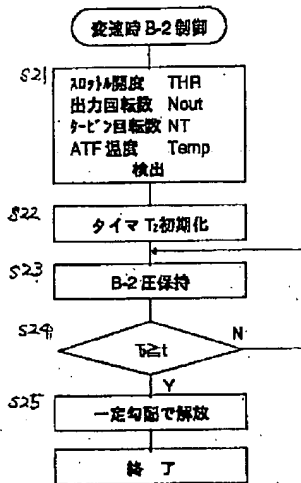 変速時 B-2 制御
S21
スロットル開度 THR
出力回転数 Nout
タービン回転数 NT
ATF 温度 Temp
検出
S22
タイマ T₂初期化
S23
B-2 圧保持
S24
T₂≧t
N
Y
S25
一定勾配で解放
終 了